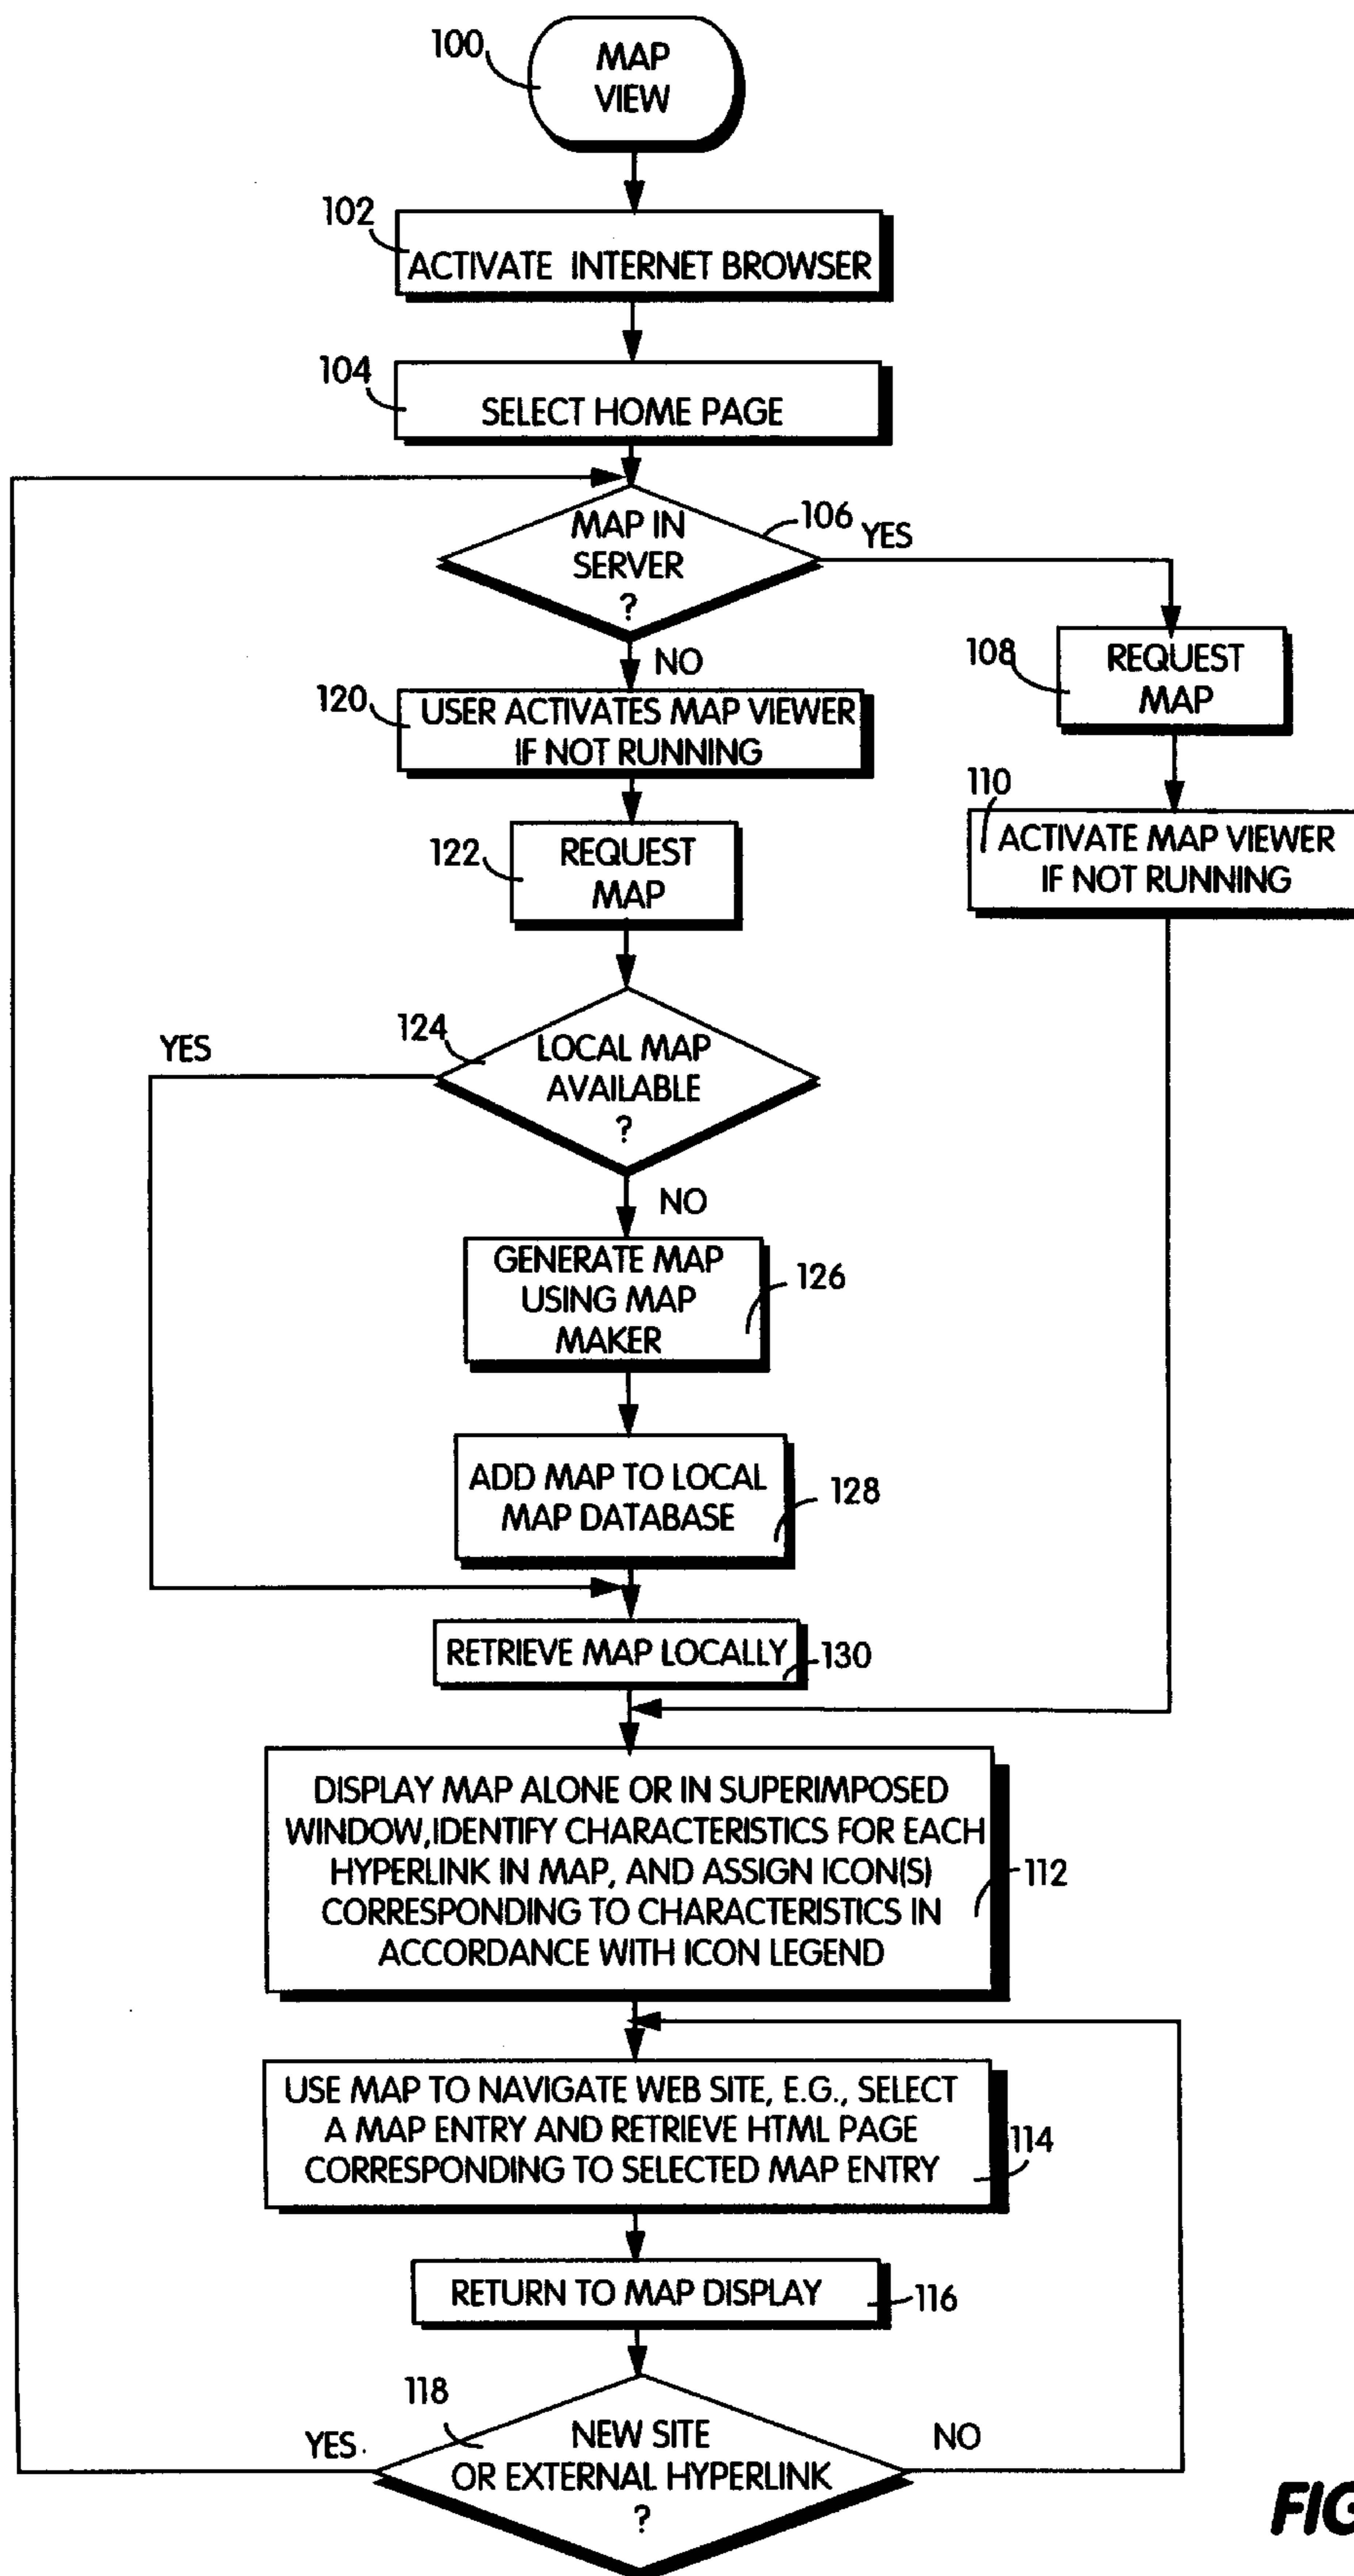 100
MAP
VIEW
102
ACTIVATE INTERNET BROWSER
104
SELECT HOME PAGE
MAP IN
SERVER
?
106
YES
NO
108
REQUEST
MAP
120
USER ACTIVATES MAP VIEWER
IF NOT RUNNING
110
ACTIVATE MAP VIEWER
IF NOT RUNNING
122
REQUEST
MAP
124
LOCAL MAP
AVAILABLE
?
YES
NO
GENERATE MAP
USING MAP
MAKER
126
ADD MAP TO LOCAL
MAP DATABASE
128
RETRIEVE MAP LOCALLY
130
DISPLAY MAP ALONE OR IN SUPERIMPOSED
WINDOW,IDENTIFY CHARACTERISTICS FOR EACH
HYPERLINK IN MAP, AND ASSIGN ICON(S)
CORRESPONDING TO CHARACTERISTICS IN
ACCORDANCE WITH ICON LEGEND
112
USE MAP TO NAVIGATE WEB SITE, E.G., SELECT
A MAP ENTRY AND RETRIEVE HTML PAGE
CORRESPONDING TO SELECTED MAP ENTRY
114
RETURN TO MAP DISPLAY
116
118
NEW SITE
OR EXTERNAL HYPERLINK
?
YES
NO
FIG